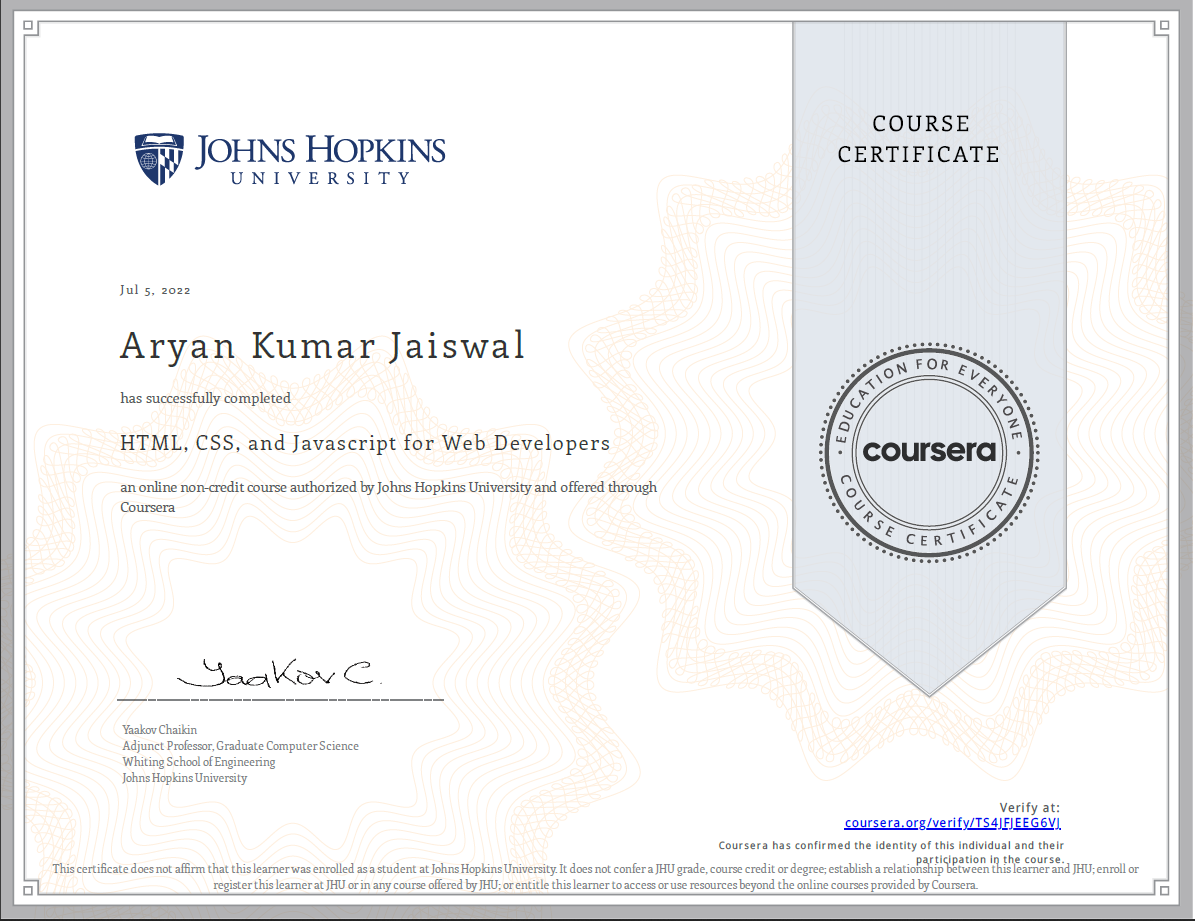 JOHNS HOPKINS
UNIVERSITY
COURSE
CERTIFICATE
Jul 5, 2022
Aryan Kumar Jaiswal
has successfully completed
HTML, CSS, and Javascript for Web Developers
an online non-credit course authorized by Johns Hopkins University and offered through
Coursera
EDUCATION FOR EVERYONE
coursera
COURSE CERTIFICATE
Yaakov C.
Yaakov Chaikin
Adjunct Professor, Graduate Computer Science
Whiting School of Engineering
Johns Hopkins University
Verify at:
coursera.org/verify/TS4JFJEEG6VJ
Coursera has confirmed the identity of this individual and their
participation in the course.
This certificate does not affirm that this learner was enrolled as a student at Johns Hopkins University. It does not confer a JHU grade, course credit or degree; establish a relationship between this learner and JHU; enroll or
register this learner at JHU or in any course offered by JHU; or entitle this learner to access or use resources beyond the online courses provided by Coursera.